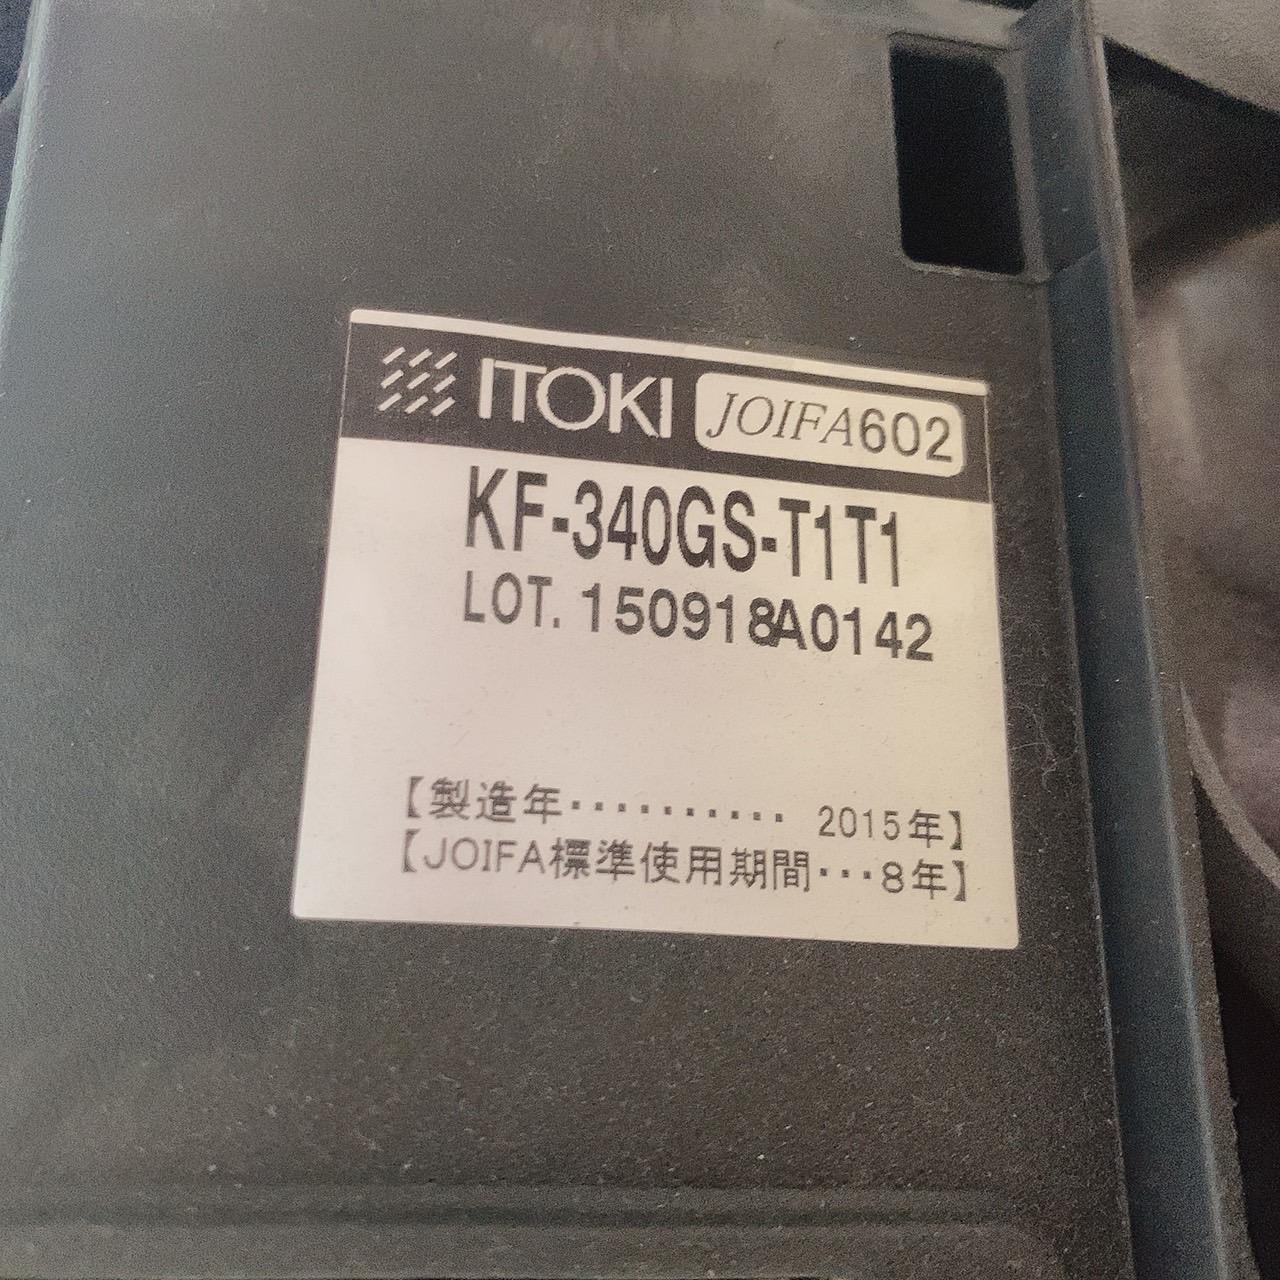 ITOKI JOIFA602
KF-340GS-T1T1
LOT. 150918A0142
【製造年・・・・・・・・・・・ 2015年】
【JOIFA標準使用期間・・・8年】